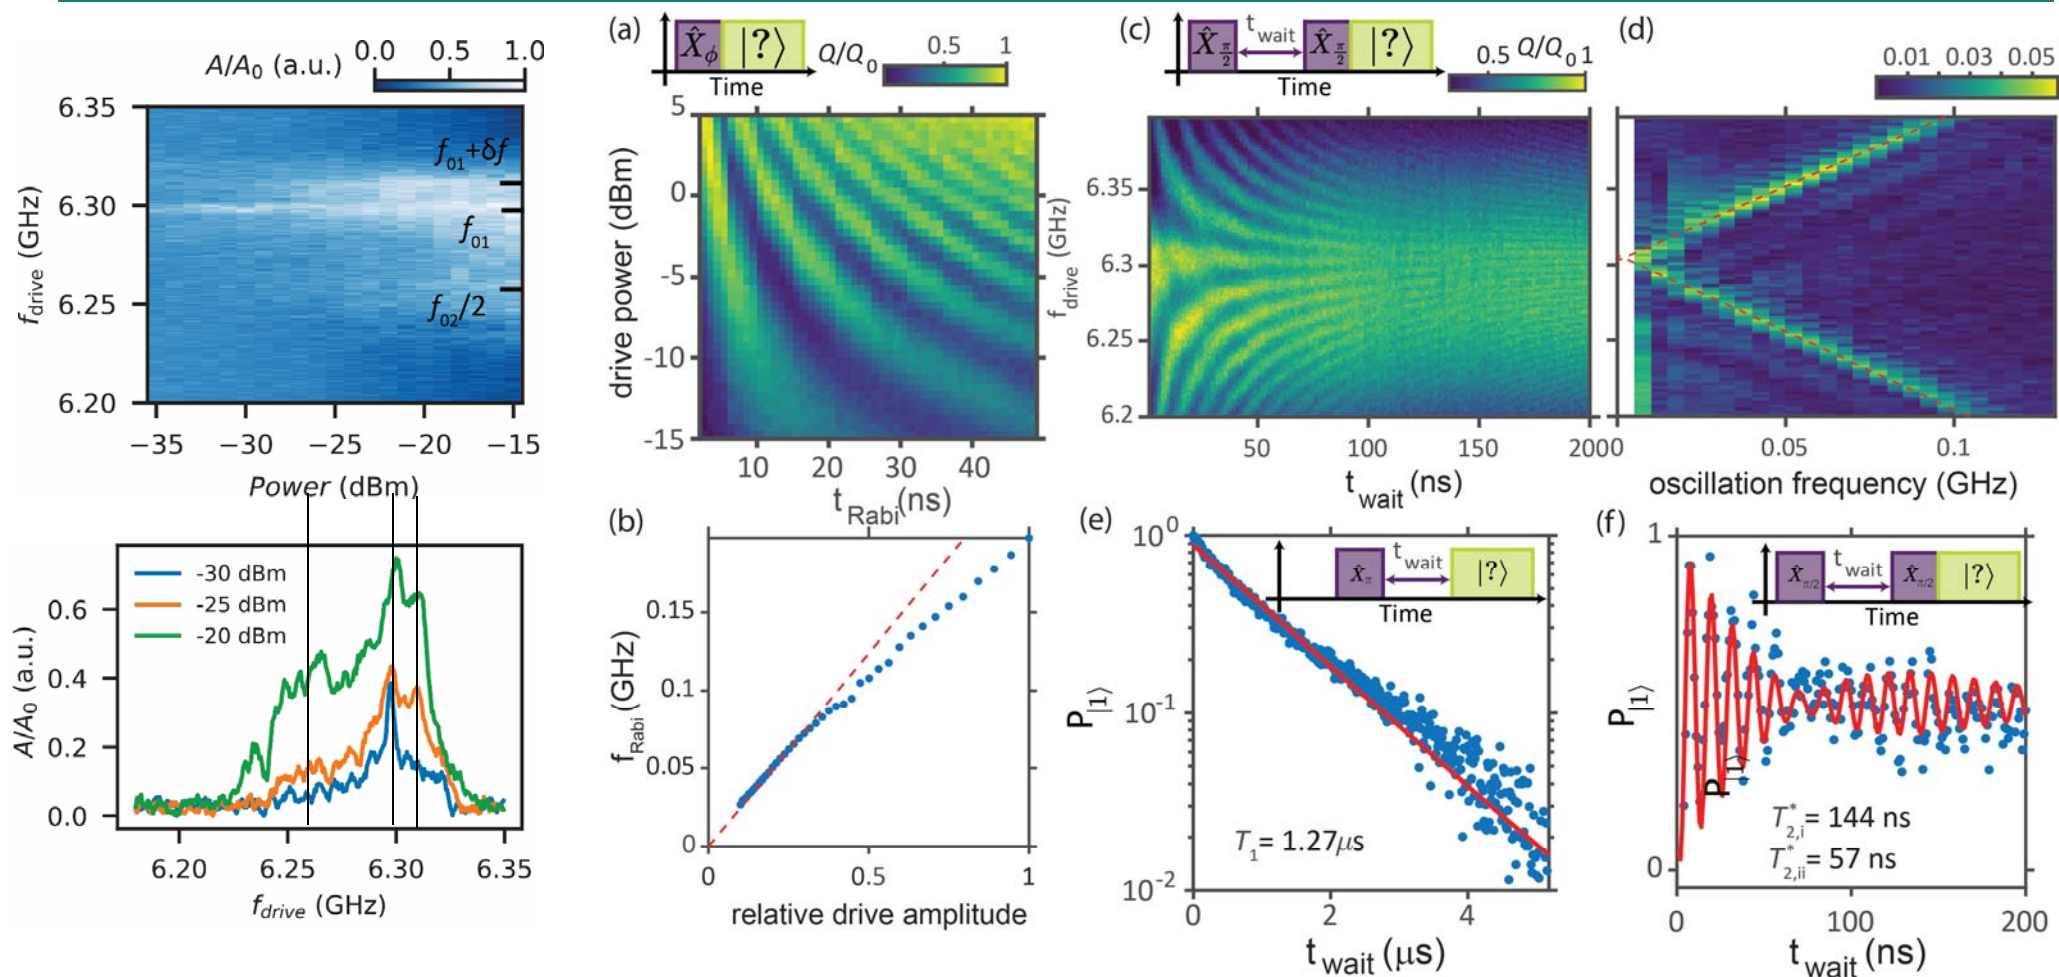 A/A0 (a.u.)
0.0 0.5 1.0
6.35
6.30
6.25
6.20
fdrive (GHz)
f01+δf
f01
f02/2
−35 −30 −25 −20 −15
Power (dBm)
-30 dBm
-25 dBm
-20 dBm
0.6
0.4
0.2
0.0
A/A0 (a.u.)
6.20 6.25 6.30 6.35
fdrive (GHz)
(a)
X̂ϕ |?⟩
Time
Q/Q0
0.5 1
5
0
-5
-10
-15
drive power (dBm)
10 20 30 40
tRabi (ns)
(b)
0.15
0.1
0.05
0
fRabi (GHz)
0 0.5 1
relative drive amplitude
(c)
X̂π/2 twait X̂π/2 |?⟩
Time
0.5 Q/Q0 1
6.35
6.3
6.25
6.2
fdrive (GHz)
50 100 150 200
twait (ns)
(d)
0.01 0.03 0.05
0 0.05 0.1
oscillation frequency (GHz)
(e)
10^0
10^-1
10^-2
P|1⟩
X̂π twait |?⟩
Time
T1 = 1.27μs
0 2 4
twait (μs)
(f)
1
0
P|1⟩
X̂π/2 twait X̂π/2 |?⟩
Time
P|1⟩
T*2,i = 144 ns
T*2,ii = 57 ns
0 100 200
twait (ns)